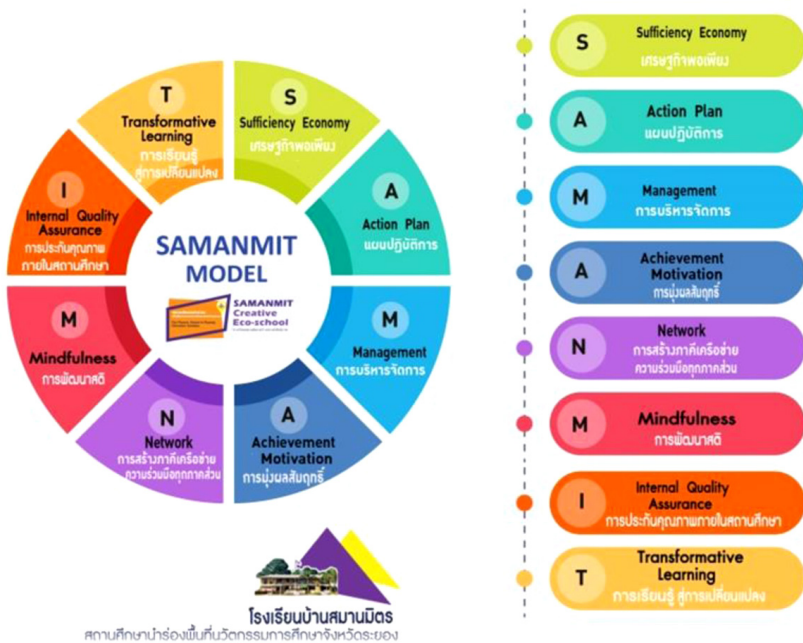 S
Sufficiency Economy
เศรษฐกิจพอเพียง
A
Action Plan
แผนปฏิบัติการ
M
Management
การบริหารจัดการ
A
Achievement
Motivation
การมุ่งผลสัมฤทธิ์
N
Network
การสร้างภาคีเครือข่าย
ความร่วมมือทุกภาคส่วน
M
Mindfulness
การพัฒนาสติ
I
Internal Quality
Assurance
การประกันคุณภาพ
ภายในสถานศึกษา
T
Transformative
Learning
การเรียนรู้
สู่การเปลี่ยนแปลง
SAMANMIT
MODEL
SAMANMIT
Creative
Eco-school
โรงเรียนบ้านสมานมิตร
สถานศึกษานำร่องพื้นที่นวัตกรรมการศึกษาจังหวัดระยอง
S
Sufficiency Economy
เศรษฐกิจพอเพียง
A
Action Plan
แผนปฏิบัติการ
M
Management
การบริหารจัดการ
A
Achievement
Motivation
การมุ่งผลสัมฤทธิ์
N
Network
การสร้างภาคีเครือข่าย
ความร่วมมือทุกภาคส่วน
M
Mindfulness
การพัฒนาสติ
I
Internal Quality
Assurance
การประกันคุณภาพภายในสถานศึกษา
T
Transformative
Learning
การเรียนรู้ สู่การเปลี่ยนแปลง